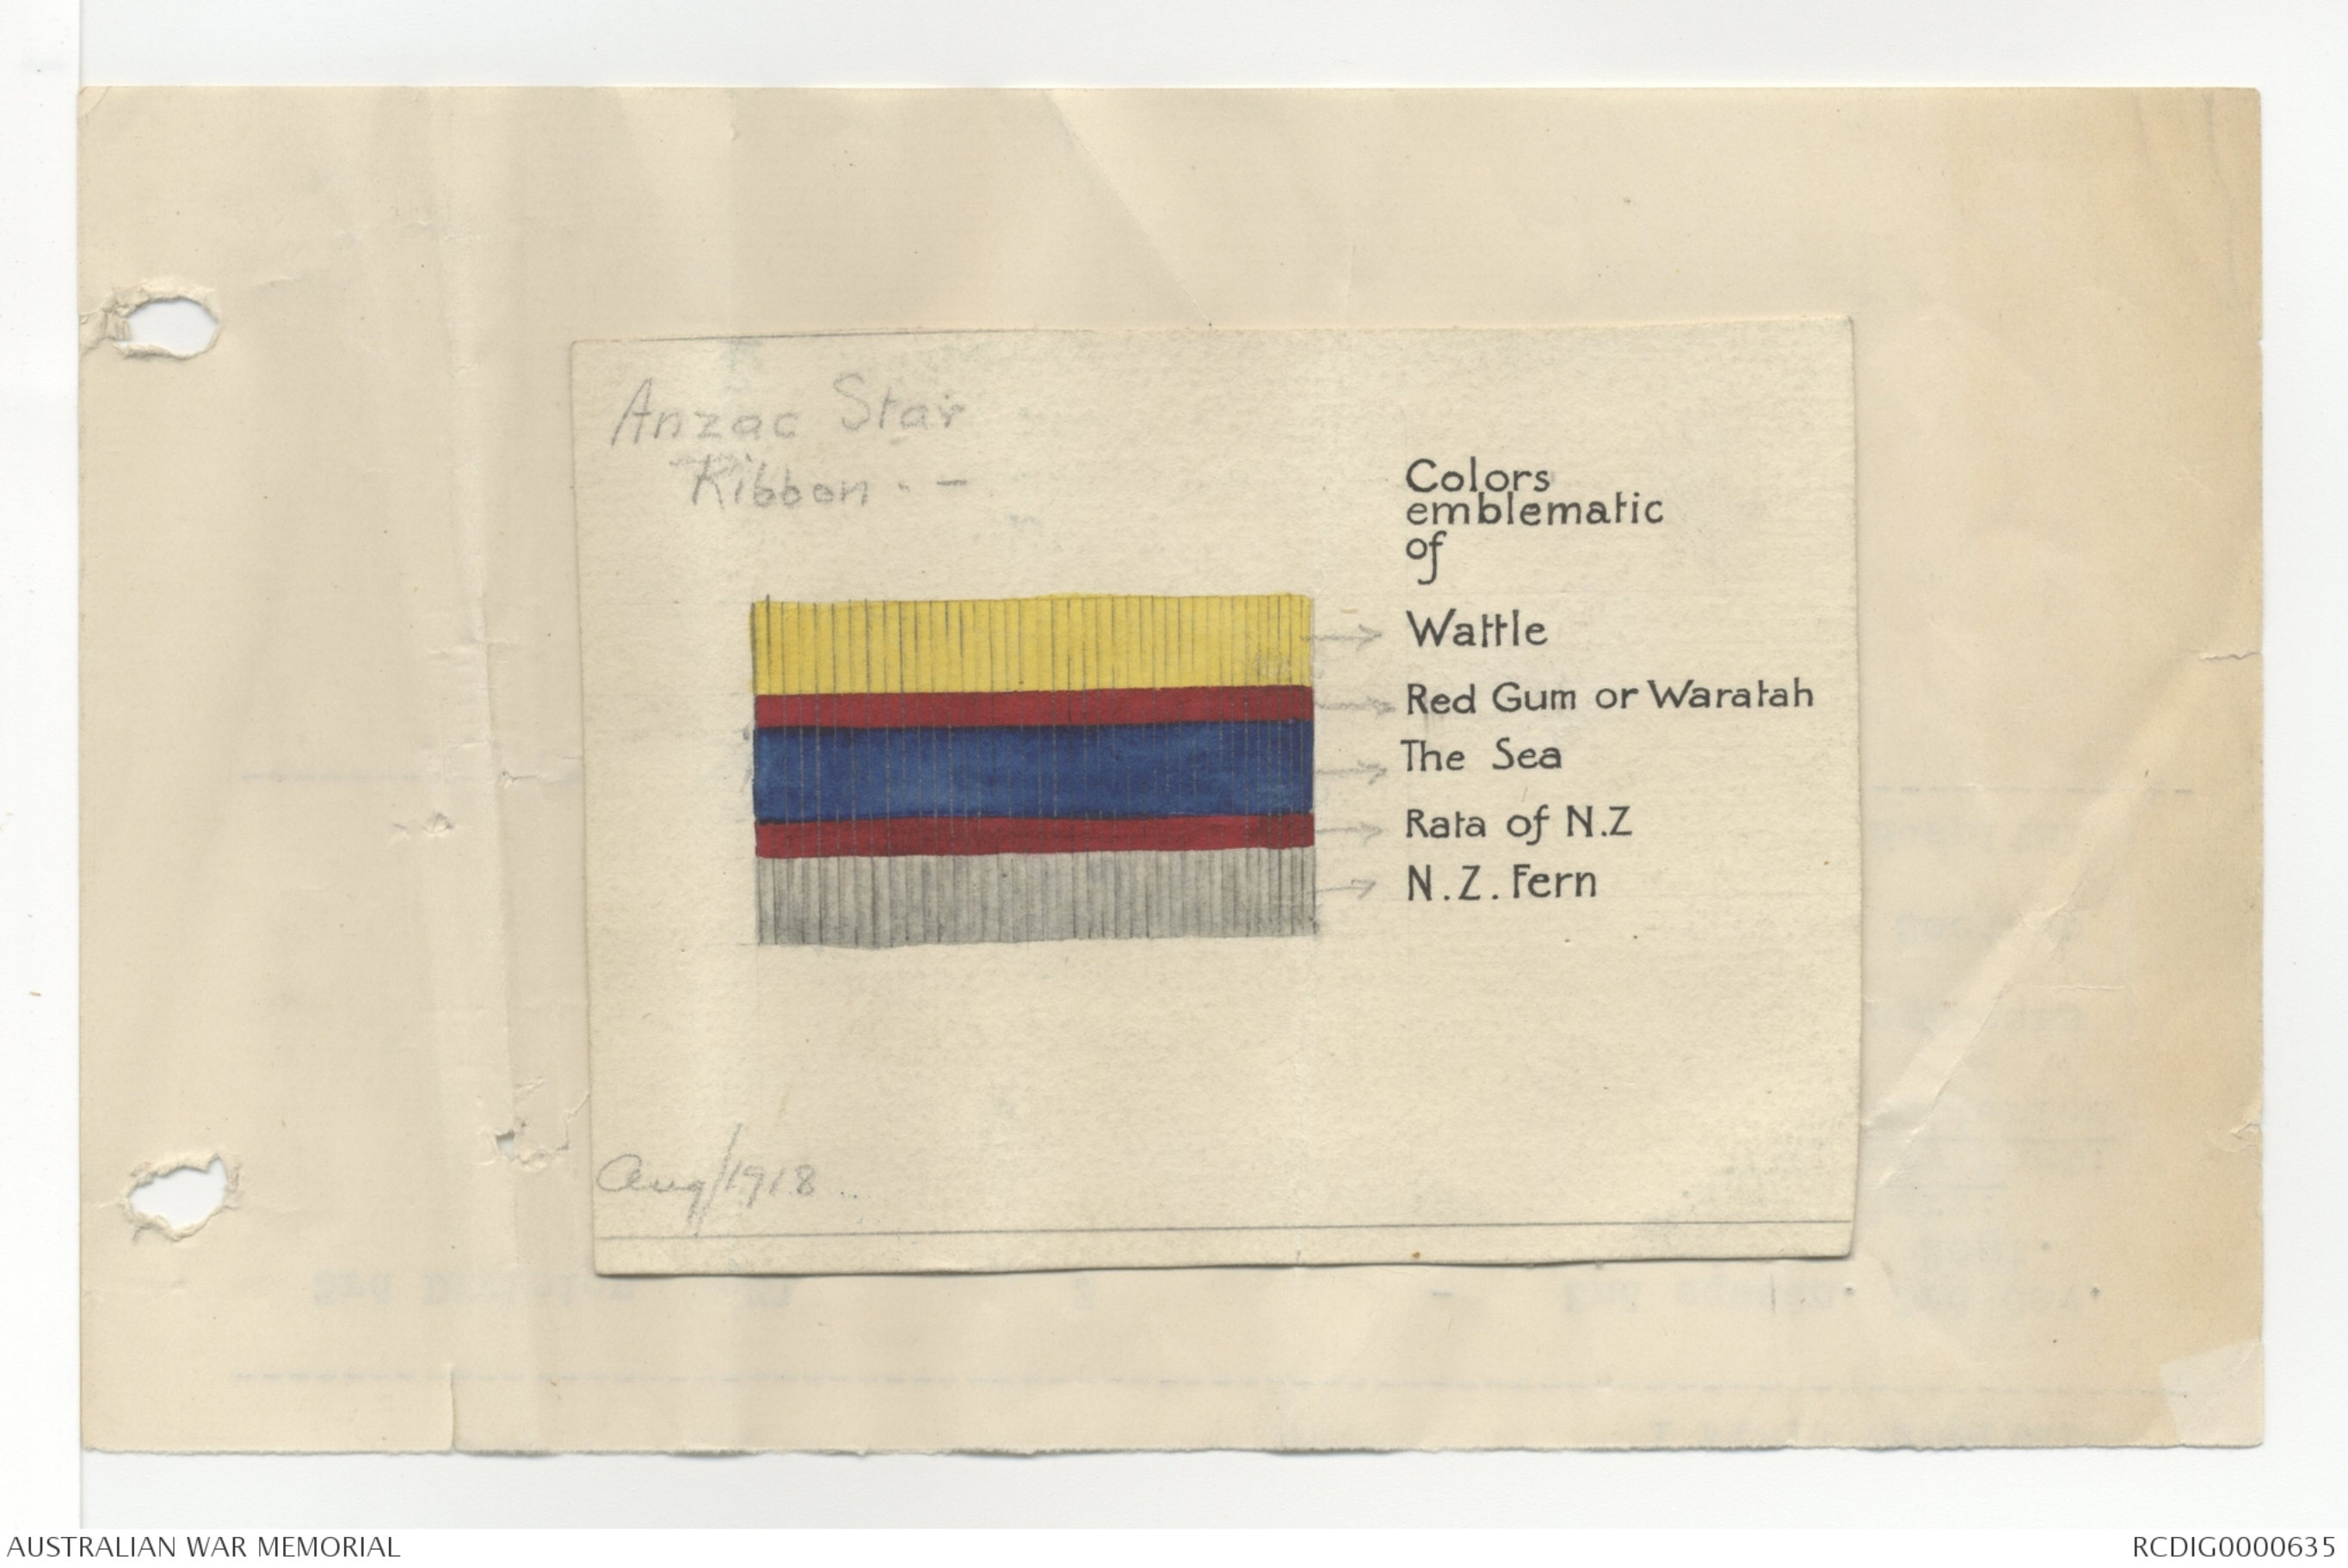 Anzac Star
Ribbon . -
Colors
emblematic
of
Wattle
Red Gum or Waratah
The Sea
Rata of N.Z
N.Z. Fern
Aug/1918..
AUSTRALIAN WAR MEMORIAL
RCDIG0000635